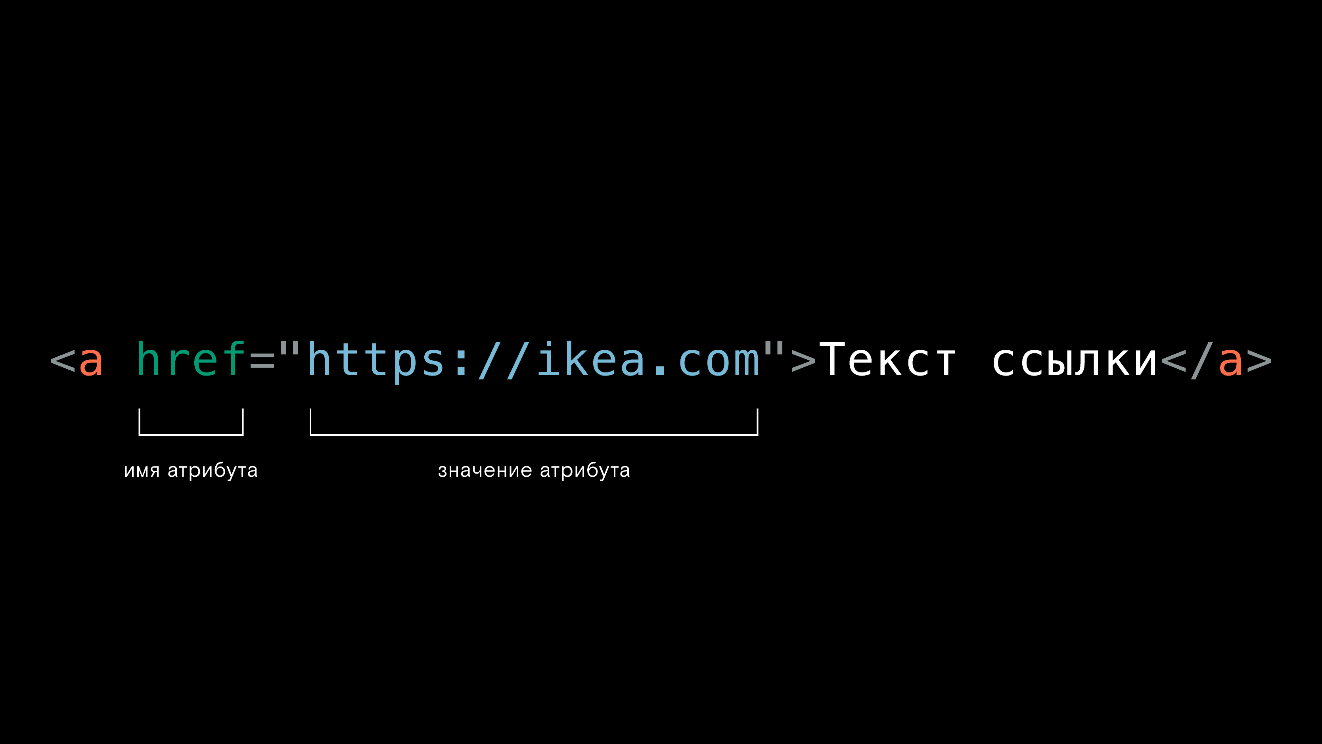 <a href="https://ikea.com">Текст ссылки</a>
имя атрибута значение атрибута